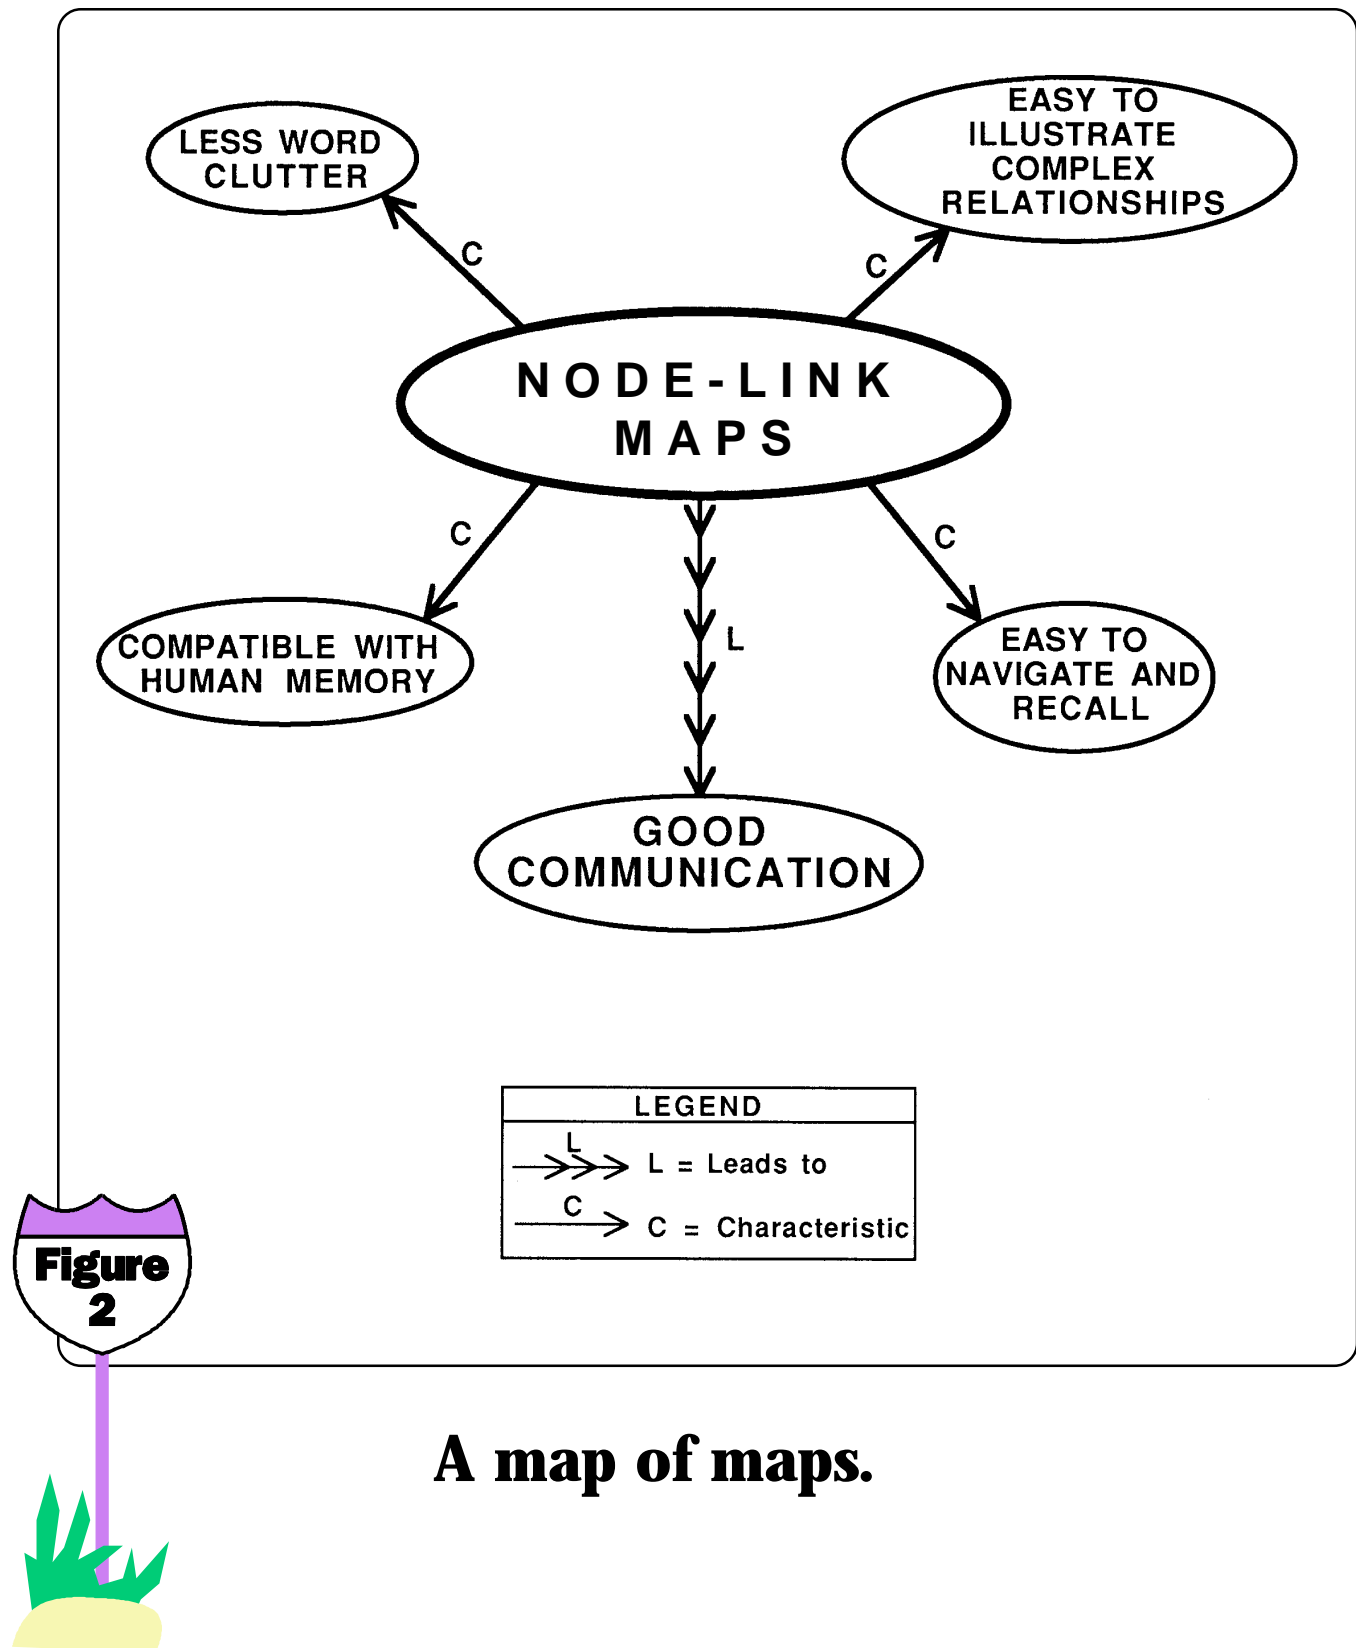 LESS WORD
CLUTTER
EASY TO
ILLUSTRATE
COMPLEX
RELATIONSHIPS
C
C
NODE-LINK
MAPS
C
C
L
COMPATIBLE WITH
HUMAN MEMORY
EASY TO
NAVIGATE AND
RECALL
GOOD
COMMUNICATION
LEGEND
L
L = Leads to
C
C = Characteristic
Figure
2
A map of maps.